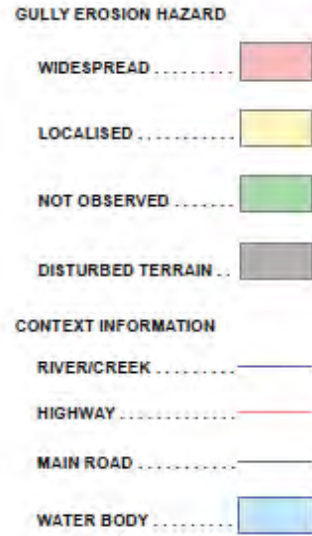 GULLY EROSION HAZARD
WIDESPREAD . . . . . . . . .
LOCALISED . . . . . . . . . . .
NOT OBSERVED . . . . . . .
DISTURBED TERRAIN . .
CONTEXT INFORMATION
RIVER/CREEK . . . . . . . . .
HIGHWAY . . . . . . . . . . . . .
MAIN ROAD . . . . . . . . . . .
WATER BODY . . . . . . . . .